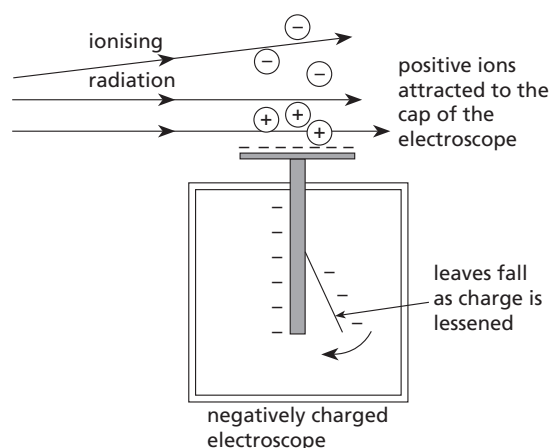 ionising
radiation
positive ions
attracted to the
cap of the
electroscope
leaves fall
as charge is
lessened
negatively charged
electroscope